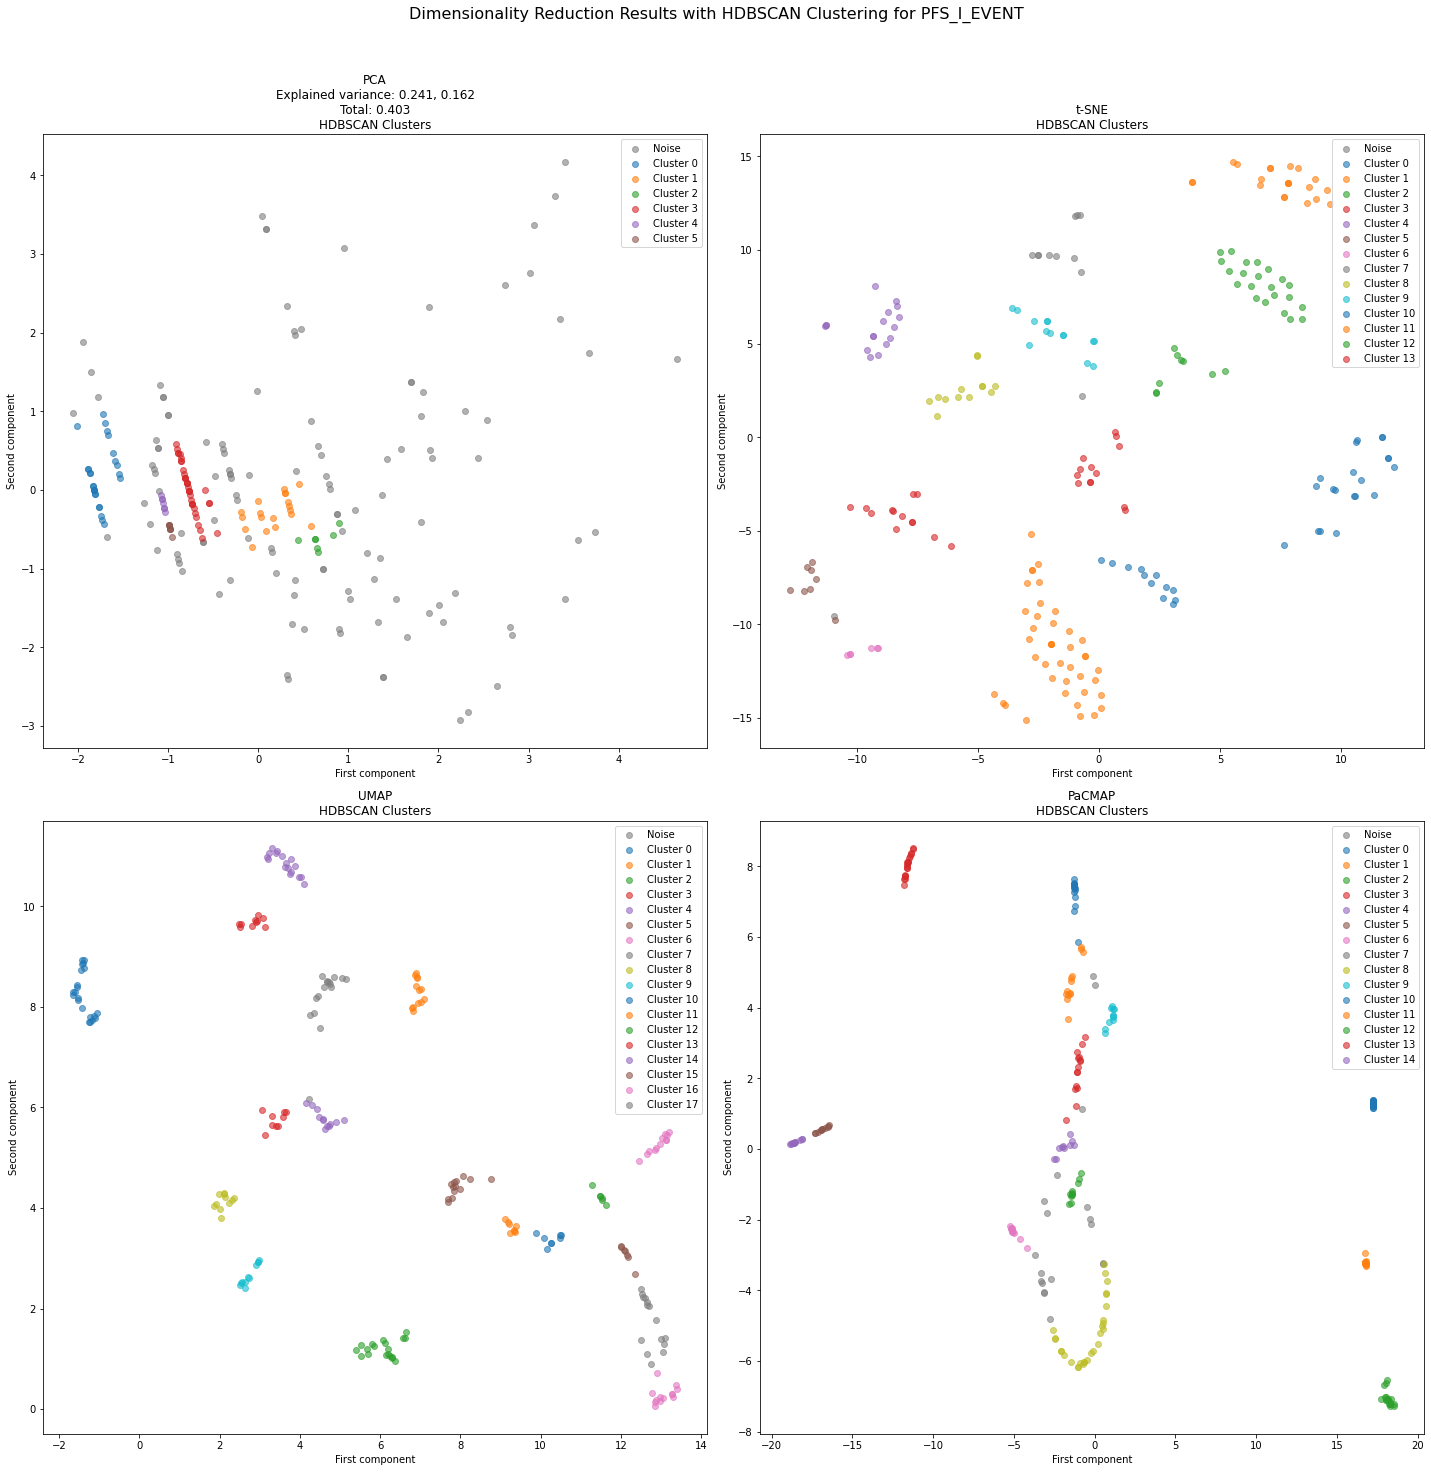 Dimensionality Reduction Results with HDBSCAN Clustering for PFS_I_EVENT
PCA
Explained variance: 0.241, 0.162
Total: 0.403
HDBSCAN Clusters
Noise
Cluster 0
Cluster 1
Cluster 2
Cluster 3
Cluster 4
Cluster 5
4
3
2
1
0
−1
−2
−3
Second component
−2
−1
0
1
2
3
4
First component
t-SNE
HDBSCAN Clusters
Noise
Cluster 0
Cluster 1
Cluster 2
Cluster 3
Cluster 4
Cluster 5
Cluster 6
Cluster 7
Cluster 8
Cluster 9
Cluster 10
Cluster 11
Cluster 12
Cluster 13
15
10
5
0
−5
−10
−15
Second component
−10
−5
0
5
10
First component
UMAP
HDBSCAN Clusters
Noise
Cluster 0
Cluster 1
Cluster 2
Cluster 3
Cluster 4
Cluster 5
Cluster 6
Cluster 7
Cluster 8
Cluster 9
Cluster 10
Cluster 11
Cluster 12
Cluster 13
Cluster 14
Cluster 15
Cluster 16
Cluster 17
10
8
6
4
2
0
Second component
−2
0
2
4
6
8
10
12
14
First component
PaCMAP
HDBSCAN Clusters
Noise
Cluster 0
Cluster 1
Cluster 2
Cluster 3
Cluster 4
Cluster 5
Cluster 6
Cluster 7
Cluster 8
Cluster 9
Cluster 10
Cluster 11
Cluster 12
Cluster 13
Cluster 14
8
6
4
2
0
−2
−4
−6
−8
Second component
−20
−15
−10
−5
0
5
10
15
20
First component